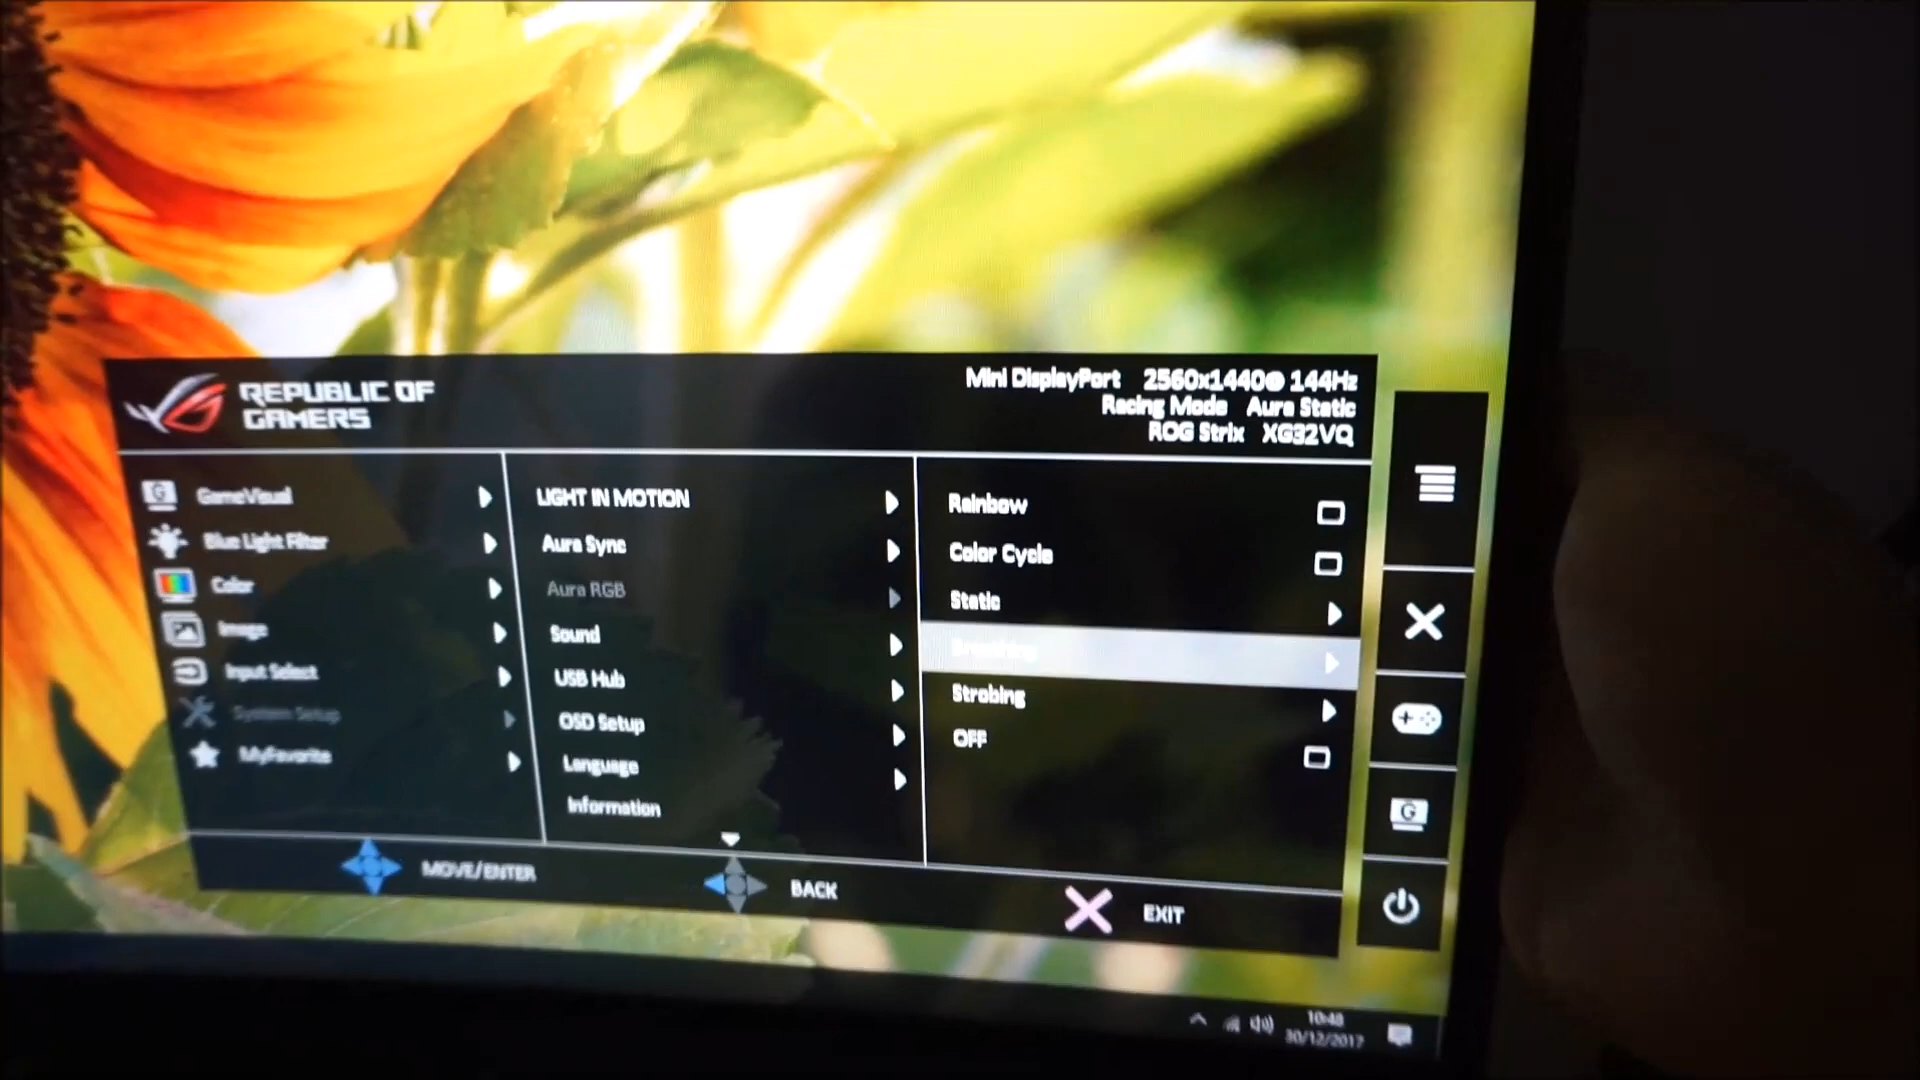 REPUBLIC OF
GAMERS
Mini DisplayPort 2560x1440@ 144Hz
Racing Mode Aura Static
ROG Strix XG32VQ
GameVisual
Blue Light Filter
Color
Image
Input Select
System Setup
MyFavorite
LIGHT IN MOTION
Aura Sync
Aura RGB
Sound
USB Hub
OSD Setup
Language
Information
Rainbow
Color Cycle
Static
Breathing
Strobing
OFF
MOVE/ENTER
BACK
EXIT
G
G
10:48
30/12/2017